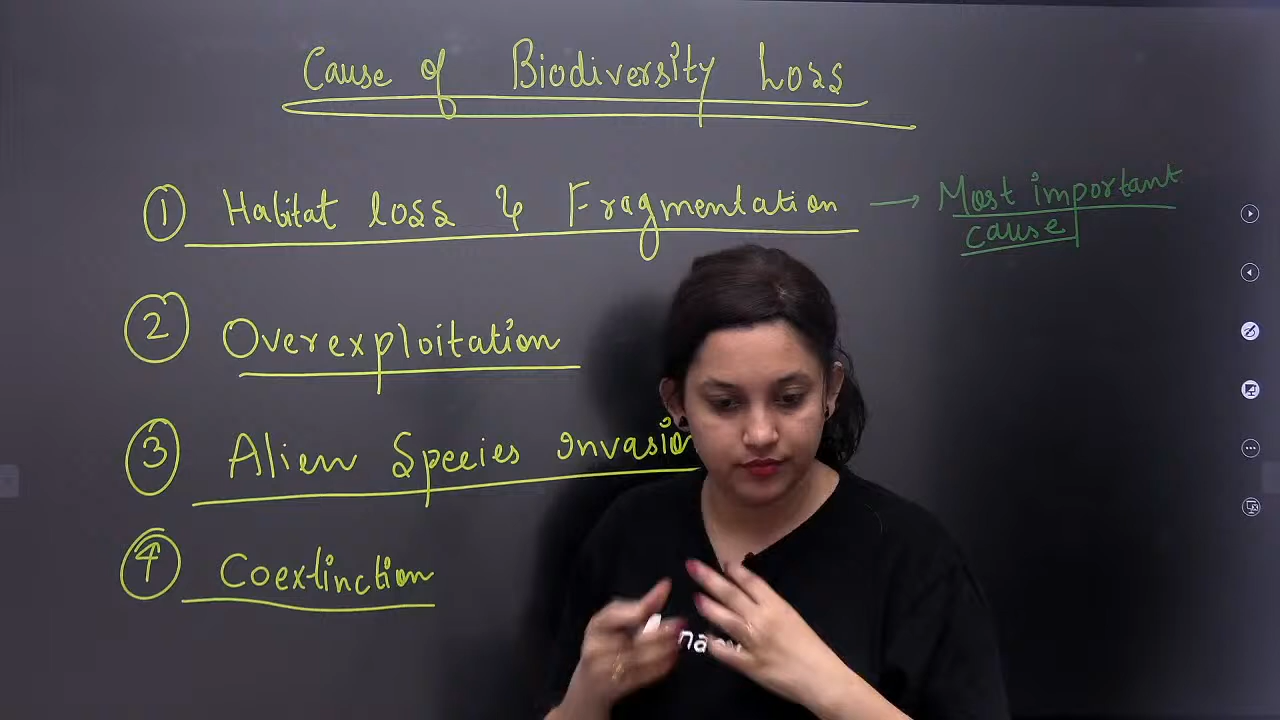 Cause of Biodiversity Loss
① Habitat loss & Fragmentation → Most important
cause
② Overexploitation
③ Alien Species Invasion
④ Coextinction